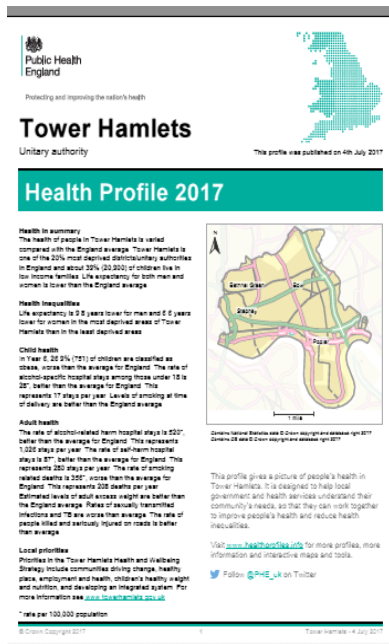 Public Health
England
Protecting and improving the nation's health
Tower Hamlets
Unitary authority
This profile was published on 4th July 2017
Health Profile 2017
Health in summary
The health of people in Tower Hamlets is varied
compared with the England average. Tower Hamlets is
one of the 20% most deprived districts/unitary authorities
in England and about 32% (20,200) of children live in
low income families. Life expectancy for both men and
women is lower than the England average.
Health inequalities
Life expectancy is 9.8 years lower for men and 6.6 years
lower for women in the most deprived areas of Tower
Hamlets than in the least deprived areas.
Child health
In Year 6, 26.9% (751) of children are classified as
obese, worse than the average for England. The rate of
alcohol-specific hospital stays among those under 18 is
28*, better than the average for England. This
represents 17 stays per year. Levels of smoking at time
of delivery are better than the England average.
Adult health
The rate of alcohol-related harm hospital stays is 520*,
better than the average for England. This represents
1,026 stays per year. The rate of self-harm hospital
stays is 87*, better than the average for England. This
represents 280 stays per year. The rate of smoking
related deaths is 356*, worse than the average for
England. This represents 208 deaths per year.
Estimated levels of adult excess weight are better than
the England average. Rates of sexually transmitted
infections and TB are worse than average. The rate of
people killed and seriously injured on roads is better
than average.
Local priorities
Priorities in the Tower Hamlets Health and Wellbeing
Strategy include communities driving change, healthy
place, employment and health, children's healthy weight
and nutrition, and developing an integrated system. For
more information see www.towerhamlets.gov.uk
* rate per 100,000 population
N
Bethnal Green
Bow
Stepney
Poplar
1 Mile
Contains National Statistics data © Crown copyright and database right 2017
Contains OS data © Crown copyright and database right 2017
This profile gives a picture of people's health in
Tower Hamlets. It is designed to help local
government and health services understand their
community's needs, so that they can work together
to improve people's health and reduce health
inequalities.
Visit www.healthprofiles.info for more profiles, more
information and interactive maps and tools.
Follow @PHE_uk on Twitter
© Crown Copyright 2017
1
Tower Hamlets - 4 July 2017